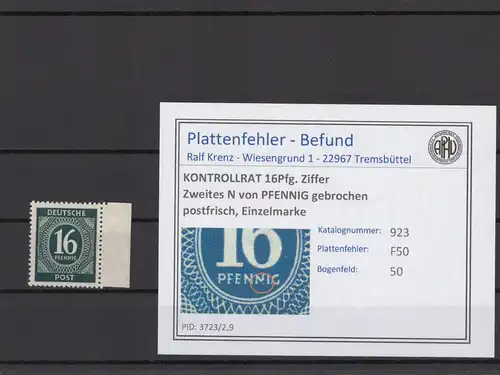 DEUTSCHE
16
PFENNIG
POST
Plattenfehler - Befund
Ralf Krenz - Wiesengrund 1 - 22967 Tremsbüttel
KONTROLLRAT 16Pfg. Ziffer
Zweites N von PFENNIG gebrochen
postfrisch, Einzelmarke
Katalognummer: 923
Plattenfehler: F50
Bogenfeld: 50
16
PFENNIG
PID: 3723/2,9